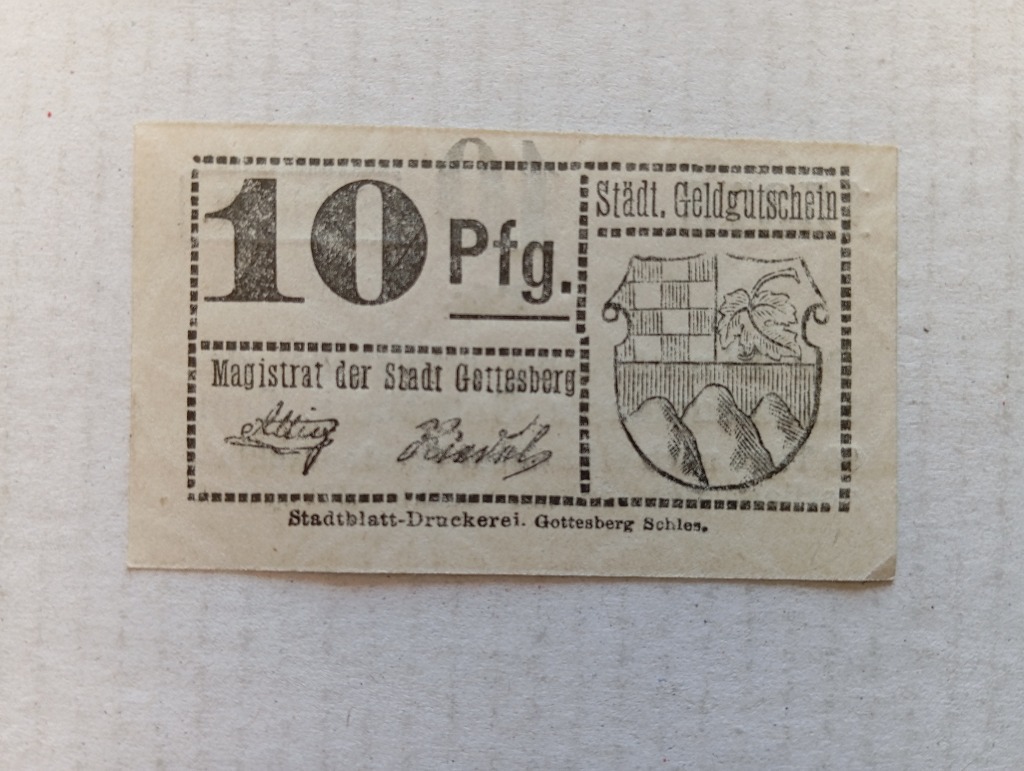 10 Pfg.
Städt. Geldgutschein
Magistrat der Stadt Gottesberg
Stadtblatt-Druckerei. Gottesberg Schles.